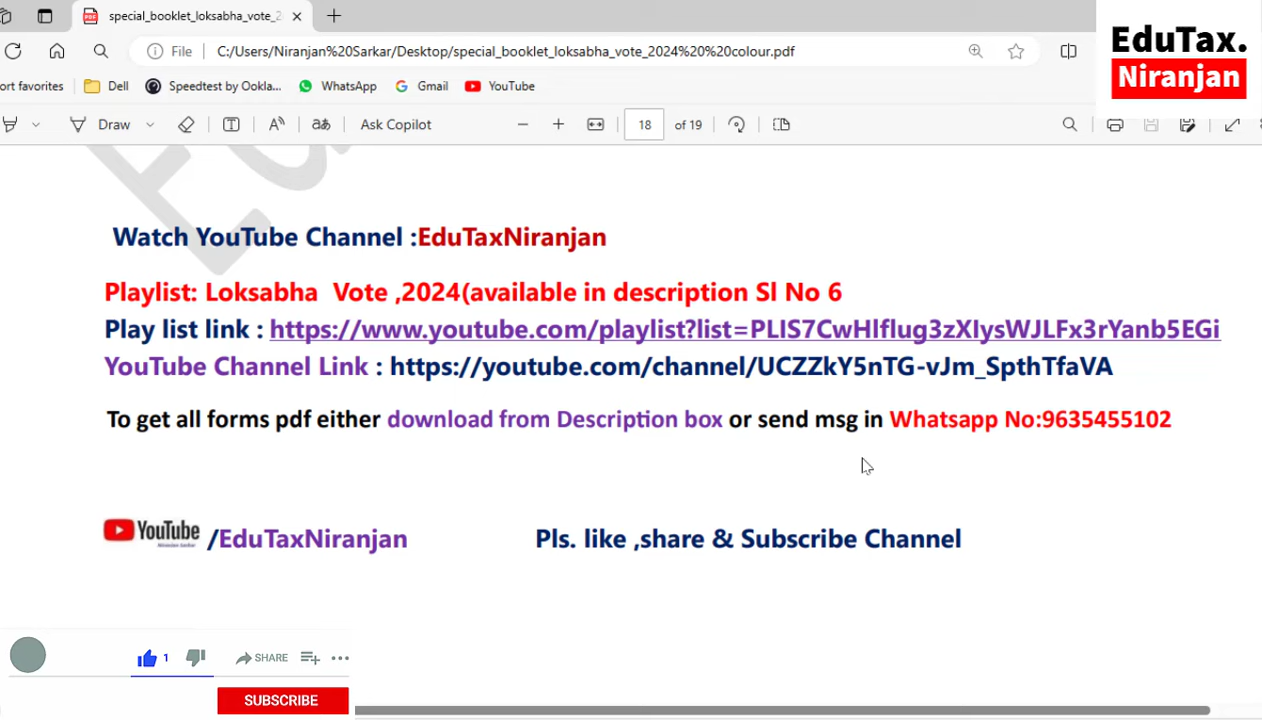 special_booklet_loksabha_vote_2
EduTax.
Niranjan
File C:/Users/Niranjan%20Sarkar/Desktop/special_booklet_loksabha_vote_2024%20%20colour.pdf
ort favorites Dell Speedtest by Ookla... WhatsApp Gmail YouTube
Draw Ask Copilot 18 of 19
Watch YouTube Channel :EduTaxNiranjan
Playlist: Loksabha Vote ,2024(available in description Sl No 6
Play list link : https://www.youtube.com/playlist?list=PLIS7CwHlflug3zXIysWJLFx3rYanb5EGi
YouTube Channel Link : https://youtube.com/channel/UCZZkY5nTG-vJm_SpthTfaVA
To get all forms pdf either download from Description box or send msg in Whatsapp No:9635455102
YouTube /EduTaxNiranjan Pls. like ,share & Subscribe Channel
1 SHARE
SUBSCRIBE